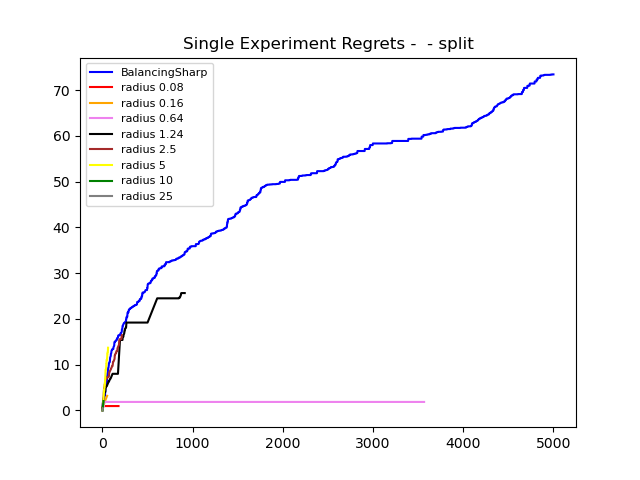 Single Experiment Regrets -  - split
BalancingSharp
radius 0.08
radius 0.16
radius 0.64
radius 1.24
radius 2.5
radius 5
radius 10
radius 25
70
60
50
40
30
20
10
0
0 1000 2000 3000 4000 5000